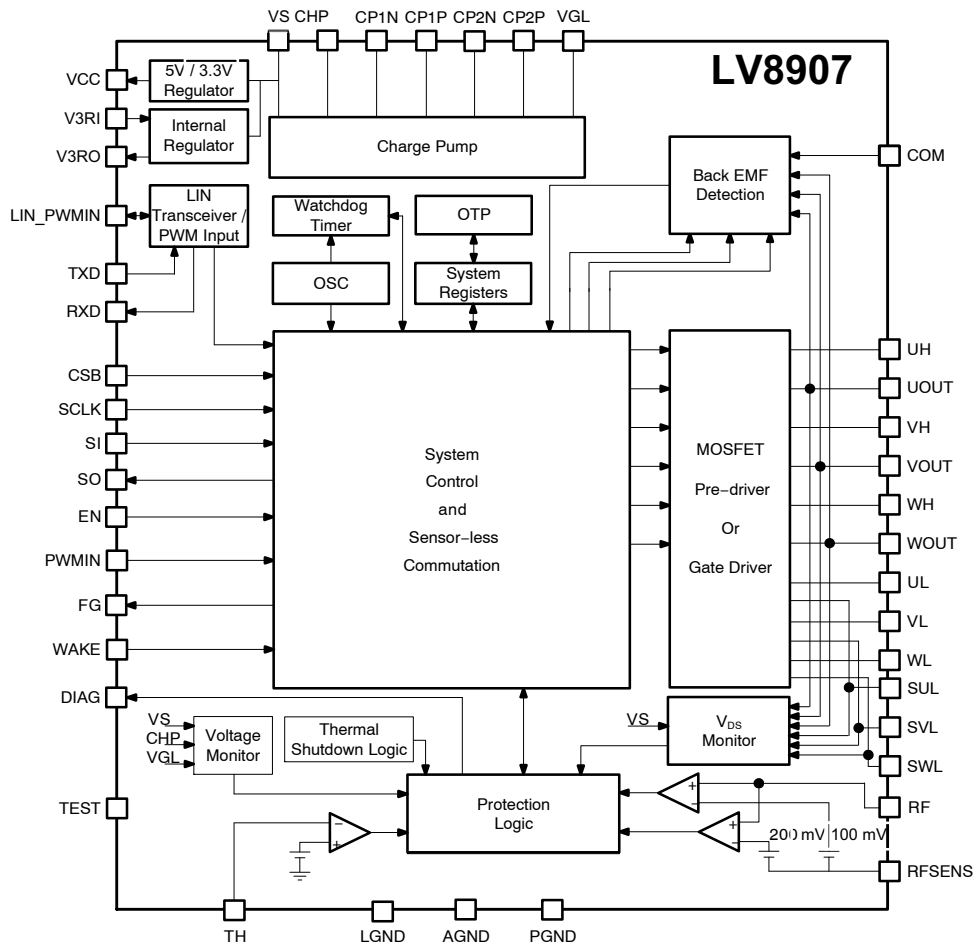 VS CHP CP1N CP1P CP2N CP2P VGL
LV8907
VCC
5V / 3.3V
Regulator
V3RI
Internal
Regulator
V3RO
Charge Pump
Back EMF
Detection
COM
LIN_PWMIN
LIN
Transceiver /
PWM Input
Watchdog
Timer
OTP
TXD
OSC
System
Registers
RXD
CSB
SCLK
SI
SO
EN
PWMIN
FG
WAKE
DIAG
System
Control
and
Sensor−less
Commutation
MOSFET
Pre−driver
Or
Gate Driver
UH
UOUT
VH
VOUT
WH
WOUT
UL
VL
WL
SUL
SVL
SWL
VS
CHP
VGL
Voltage
Monitor
Thermal
Shutdown Logic
VS
VDS
Monitor
TEST
Protection
Logic
+
−
+
−
−
+
200 mV
100 mV
RF
RFSENS
TH
LGND
AGND
PGND